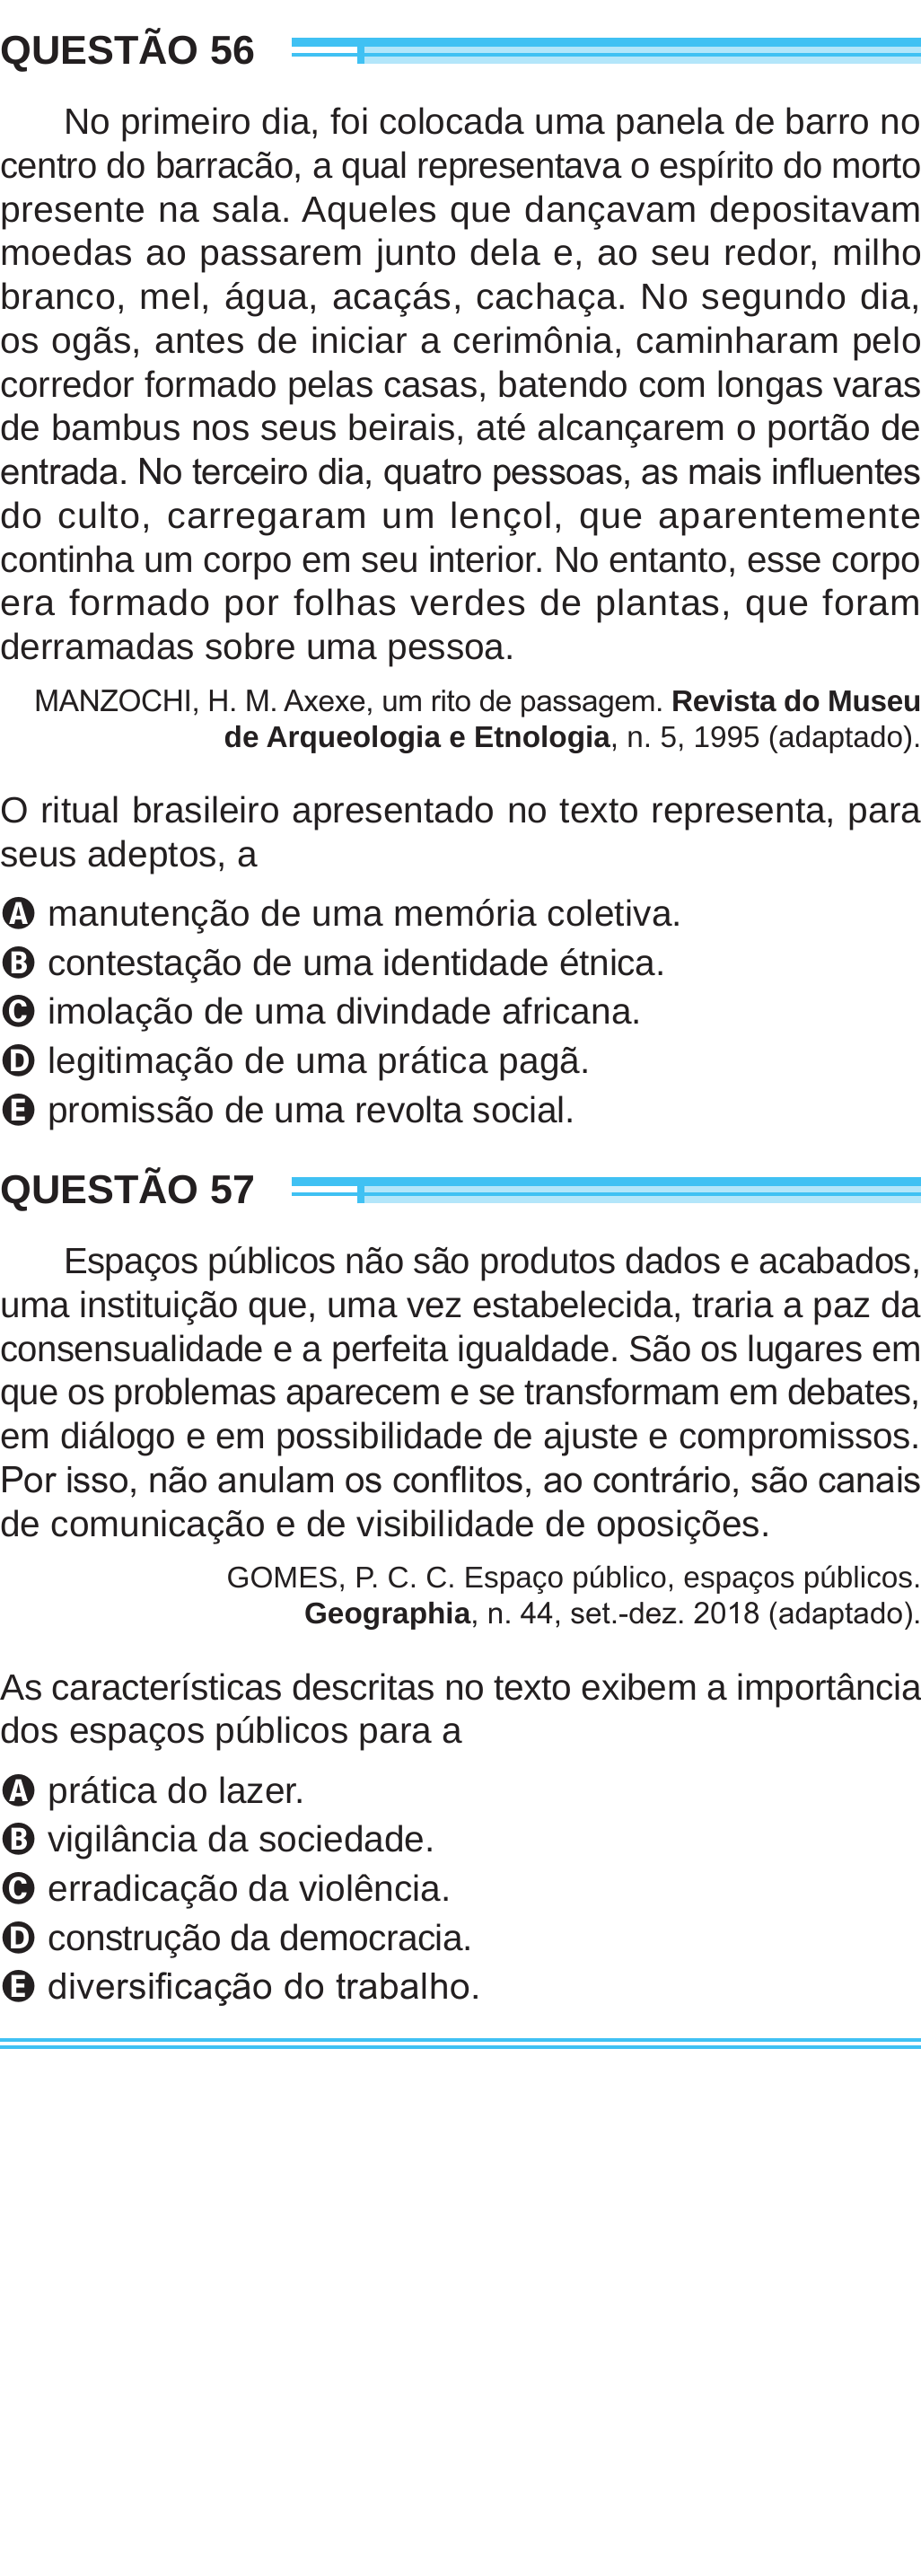 QUESTÃO 56
No primeiro dia, foi colocada uma panela de barro no
centro do barracão, a qual representava o espírito do morto
presente na sala. Aqueles que dançavam depositavam
moedas ao passarem junto dela e, ao seu redor, milho
branco, mel, água, acaçás, cachaça. No segundo dia,
os ogãs, antes de iniciar a cerimônia, caminharam pelo
corredor formado pelas casas, batendo com longas varas
de bambus nos seus beirais, até alcançarem o portão de
entrada. No terceiro dia, quatro pessoas, as mais influentes
do culto, carregaram um lençol, que aparentemente
continha um corpo em seu interior. No entanto, esse corpo
era formado por folhas verdes de plantas, que foram
derramadas sobre uma pessoa.
MANZOCHI, H. M. Axexe, um rito de passagem. Revista do Museu
de Arqueologia e Etnologia, n. 5, 1995 (adaptado).
O ritual brasileiro apresentado no texto representa, para
seus adeptos, a
A manutenção de uma memória coletiva.
B contestação de uma identidade étnica.
C imolação de uma divindade africana.
D legitimação de uma prática pagã.
E promissão de uma revolta social.
QUESTÃO 57
Espaços públicos não são produtos dados e acabados,
uma instituição que, uma vez estabelecida, traria a paz da
consensualidade e a perfeita igualdade. São os lugares em
que os problemas aparecem e se transformam em debates,
em diálogo e em possibilidade de ajuste e compromissos.
Por isso, não anulam os conflitos, ao contrário, são canais
de comunicação e de visibilidade de oposições.
GOMES, P. C. C. Espaço público, espaços públicos.
Geographia, n. 44, set.-dez. 2018 (adaptado).
As características descritas no texto exibem a importância
dos espaços públicos para a
A prática do lazer.
B vigilância da sociedade.
C erradicação da violência.
D construção da democracia.
E diversificação do trabalho.